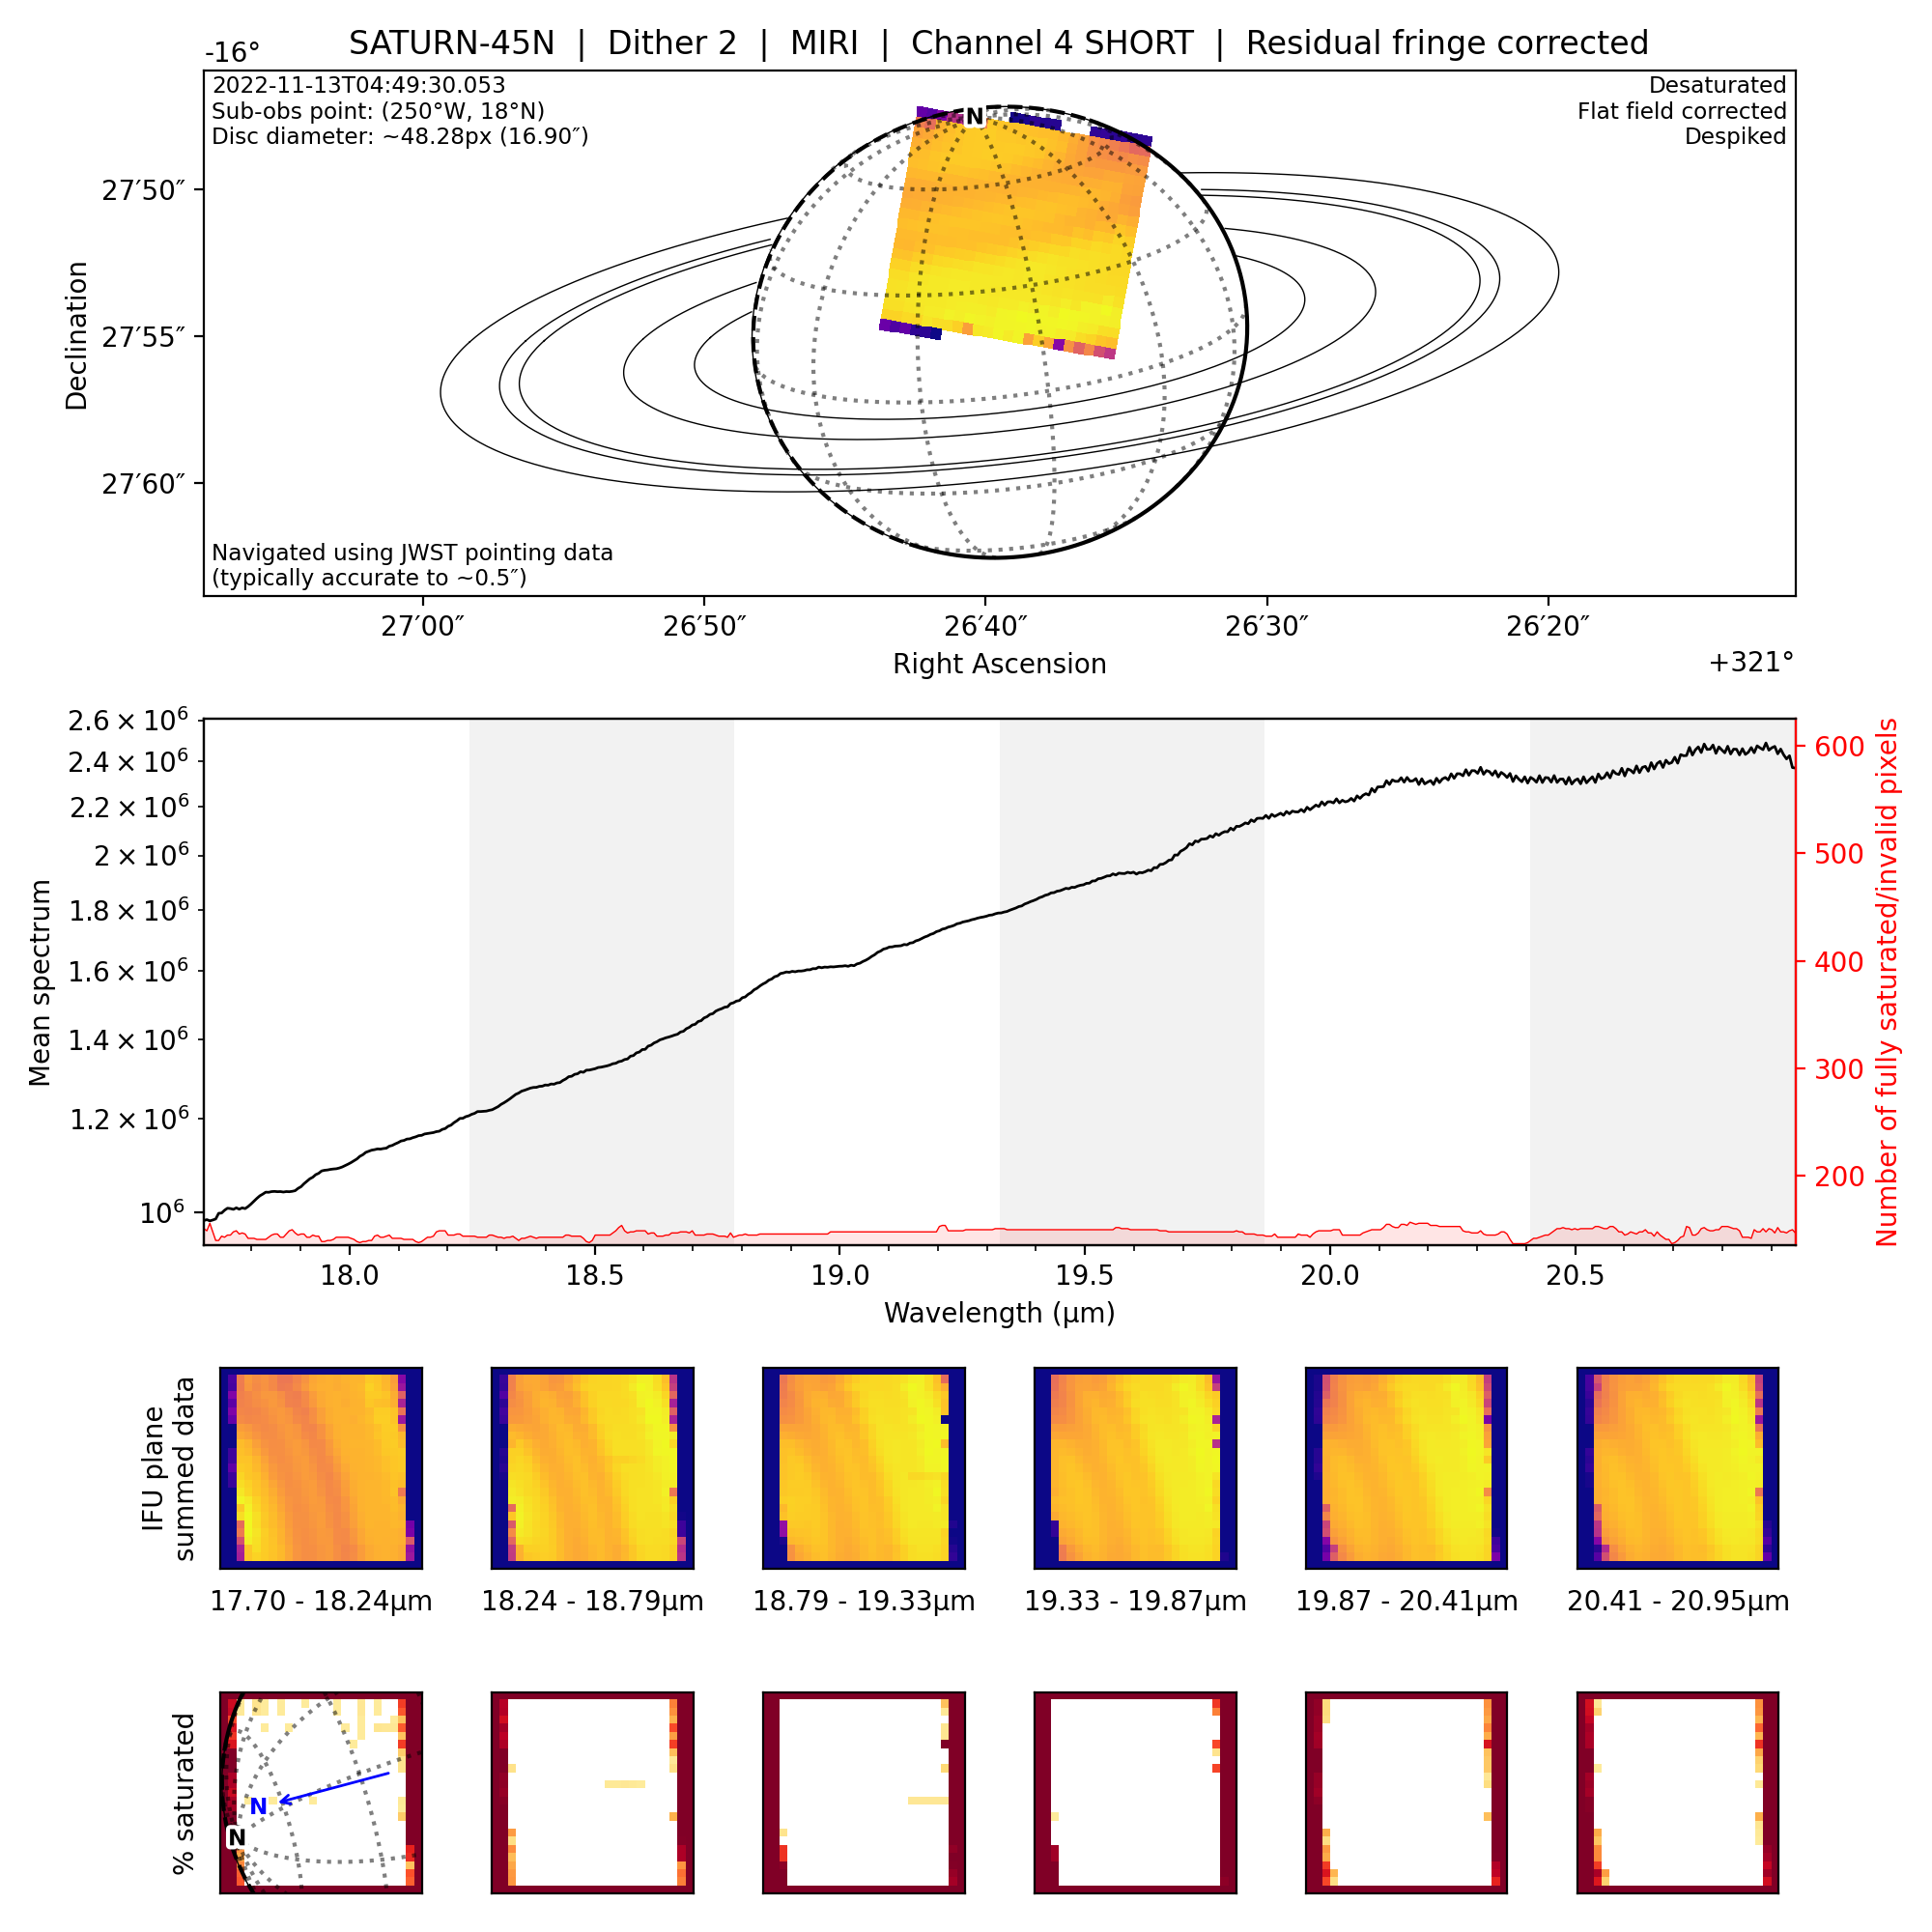 SATURN-45N | Dither 2 | MIRI | Channel 4 SHORT | Residual fringe corrected
-16°
2022-11-13T04:49:30.053
Sub-obs point: (250°W, 18°N)
Disc diameter: ~48.28px (16.90″)
Desaturated
Flat field corrected
Despiked
N
27′50″
27′55″
27′60″
Declination
Navigated using JWST pointing data
(typically accurate to ~0.5″)
27′00″
26′50″
26′40″
26′30″
26′20″
Right Ascension
+321°
2.6 × 10⁶
2.4 × 10⁶
2.2 × 10⁶
2 × 10⁶
1.8 × 10⁶
1.6 × 10⁶
1.4 × 10⁶
1.2 × 10⁶
10⁶
Mean spectrum
600
500
400
300
200
Number of fully saturated/invalid pixels
18.0
18.5
19.0
19.5
20.0
20.5
Wavelength (µm)
IFU plane
summed data
17.70 - 18.24µm
18.24 - 18.79µm
18.79 - 19.33µm
19.33 - 19.87µm
19.87 - 20.41µm
20.41 - 20.95µm
% saturated
N
N